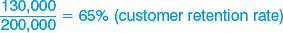 130,000
200,000 = 65% (customer retention rate)